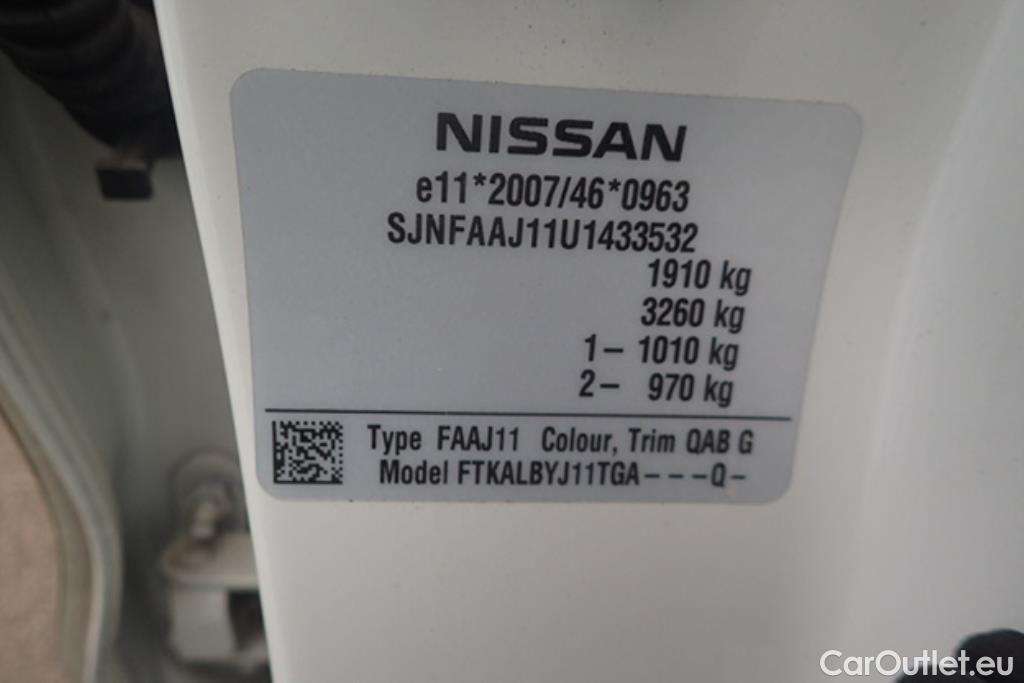 NISSAN
e11*2007/46*0963
SJNFAAJ11U1433532
1910 kg
3260 kg
1- 1010 kg
2- 970 kg
Type FAAJ11 Colour, Trim QAB G
Model FTKALBYJ11TGA---Q-
CarOutlet.eu